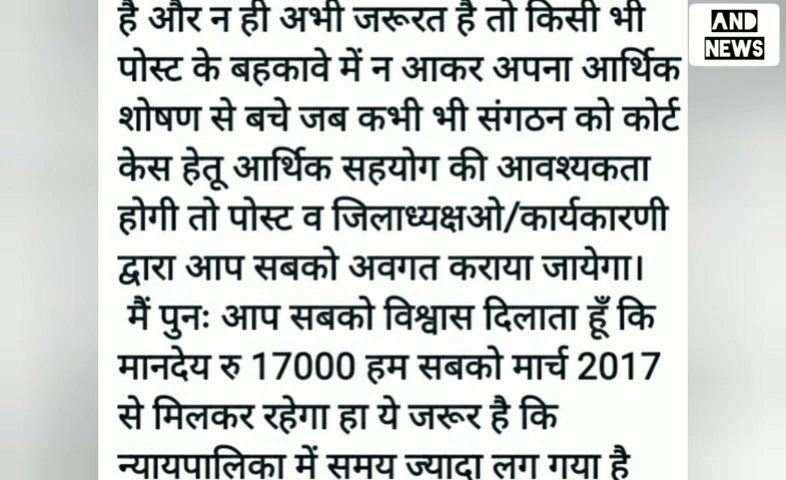 है और न ही अभी जरूरत है तो किसी भी
पोस्ट के बहकावे में न आकर अपना आर्थिक
शोषण से बचे जब कभी भी संगठन को कोर्ट
केस हेतू आर्थिक सहयोग की आवश्यकता
होगी तो पोस्ट व जिलाध्यक्षओ/कार्यकारणी
द्वारा आप सबको अवगत कराया जायेगा।
मैं पुनः आप सबको विश्वास दिलाता हूँ कि
मानदेय रु 17000 हम सबको मार्च 2017
से मिलकर रहेगा हा ये जरूर है कि
न्यायपालिका में समय ज्यादा लग गया है
AND
NEWS